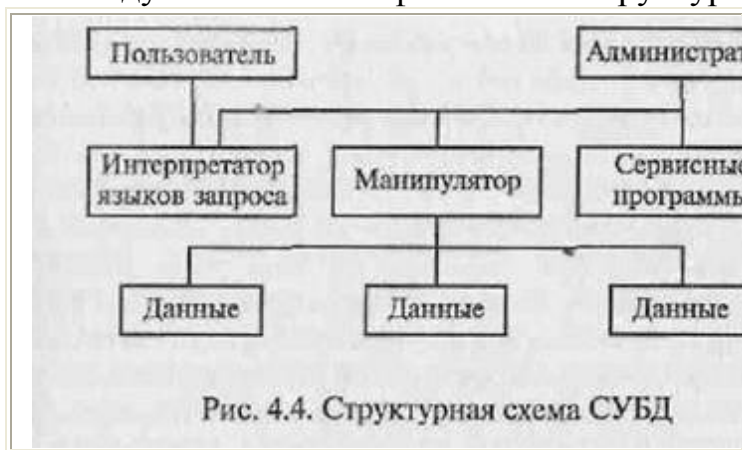 Пользователь
Администрат
Интерпретатор
языков запроса
Манипулятор
Сервисные
программы
Данные
Данные
Данные
Рис. 4.4. Структурная схема СУБД